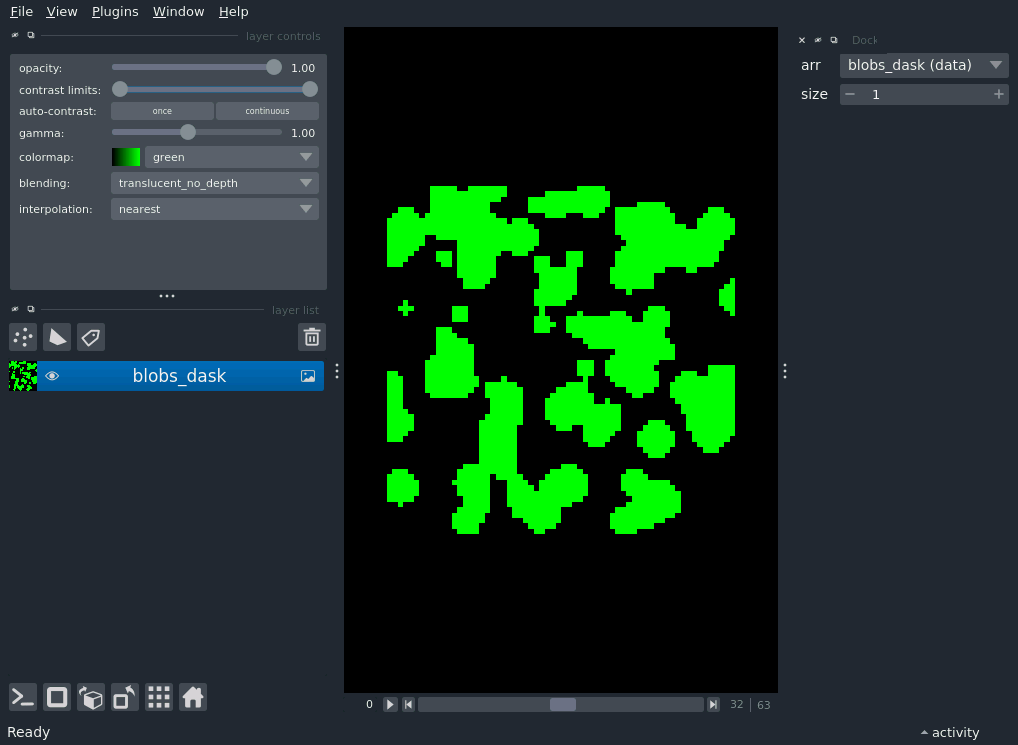 File View Plugins Window Help
layer controls
opacity: 1.00
contrast limits:
auto-contrast: once continuous
gamma: 1.00
colormap: green
blending: translucent_no_depth
interpolation: nearest
layer list
blobs_dask
0 32 | 63
Ready
Dock
arr blobs_dask (data)
size 1
activity